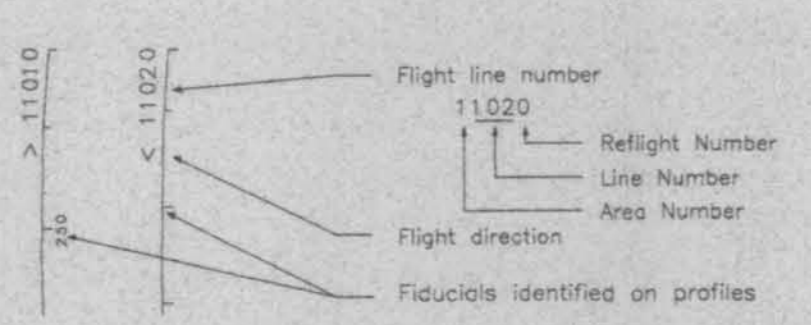 > 11010
< 11020
250
Flight line number
11020
Reflight Number
Line Number
Area Number
Flight direction
Fiducials identified on profiles